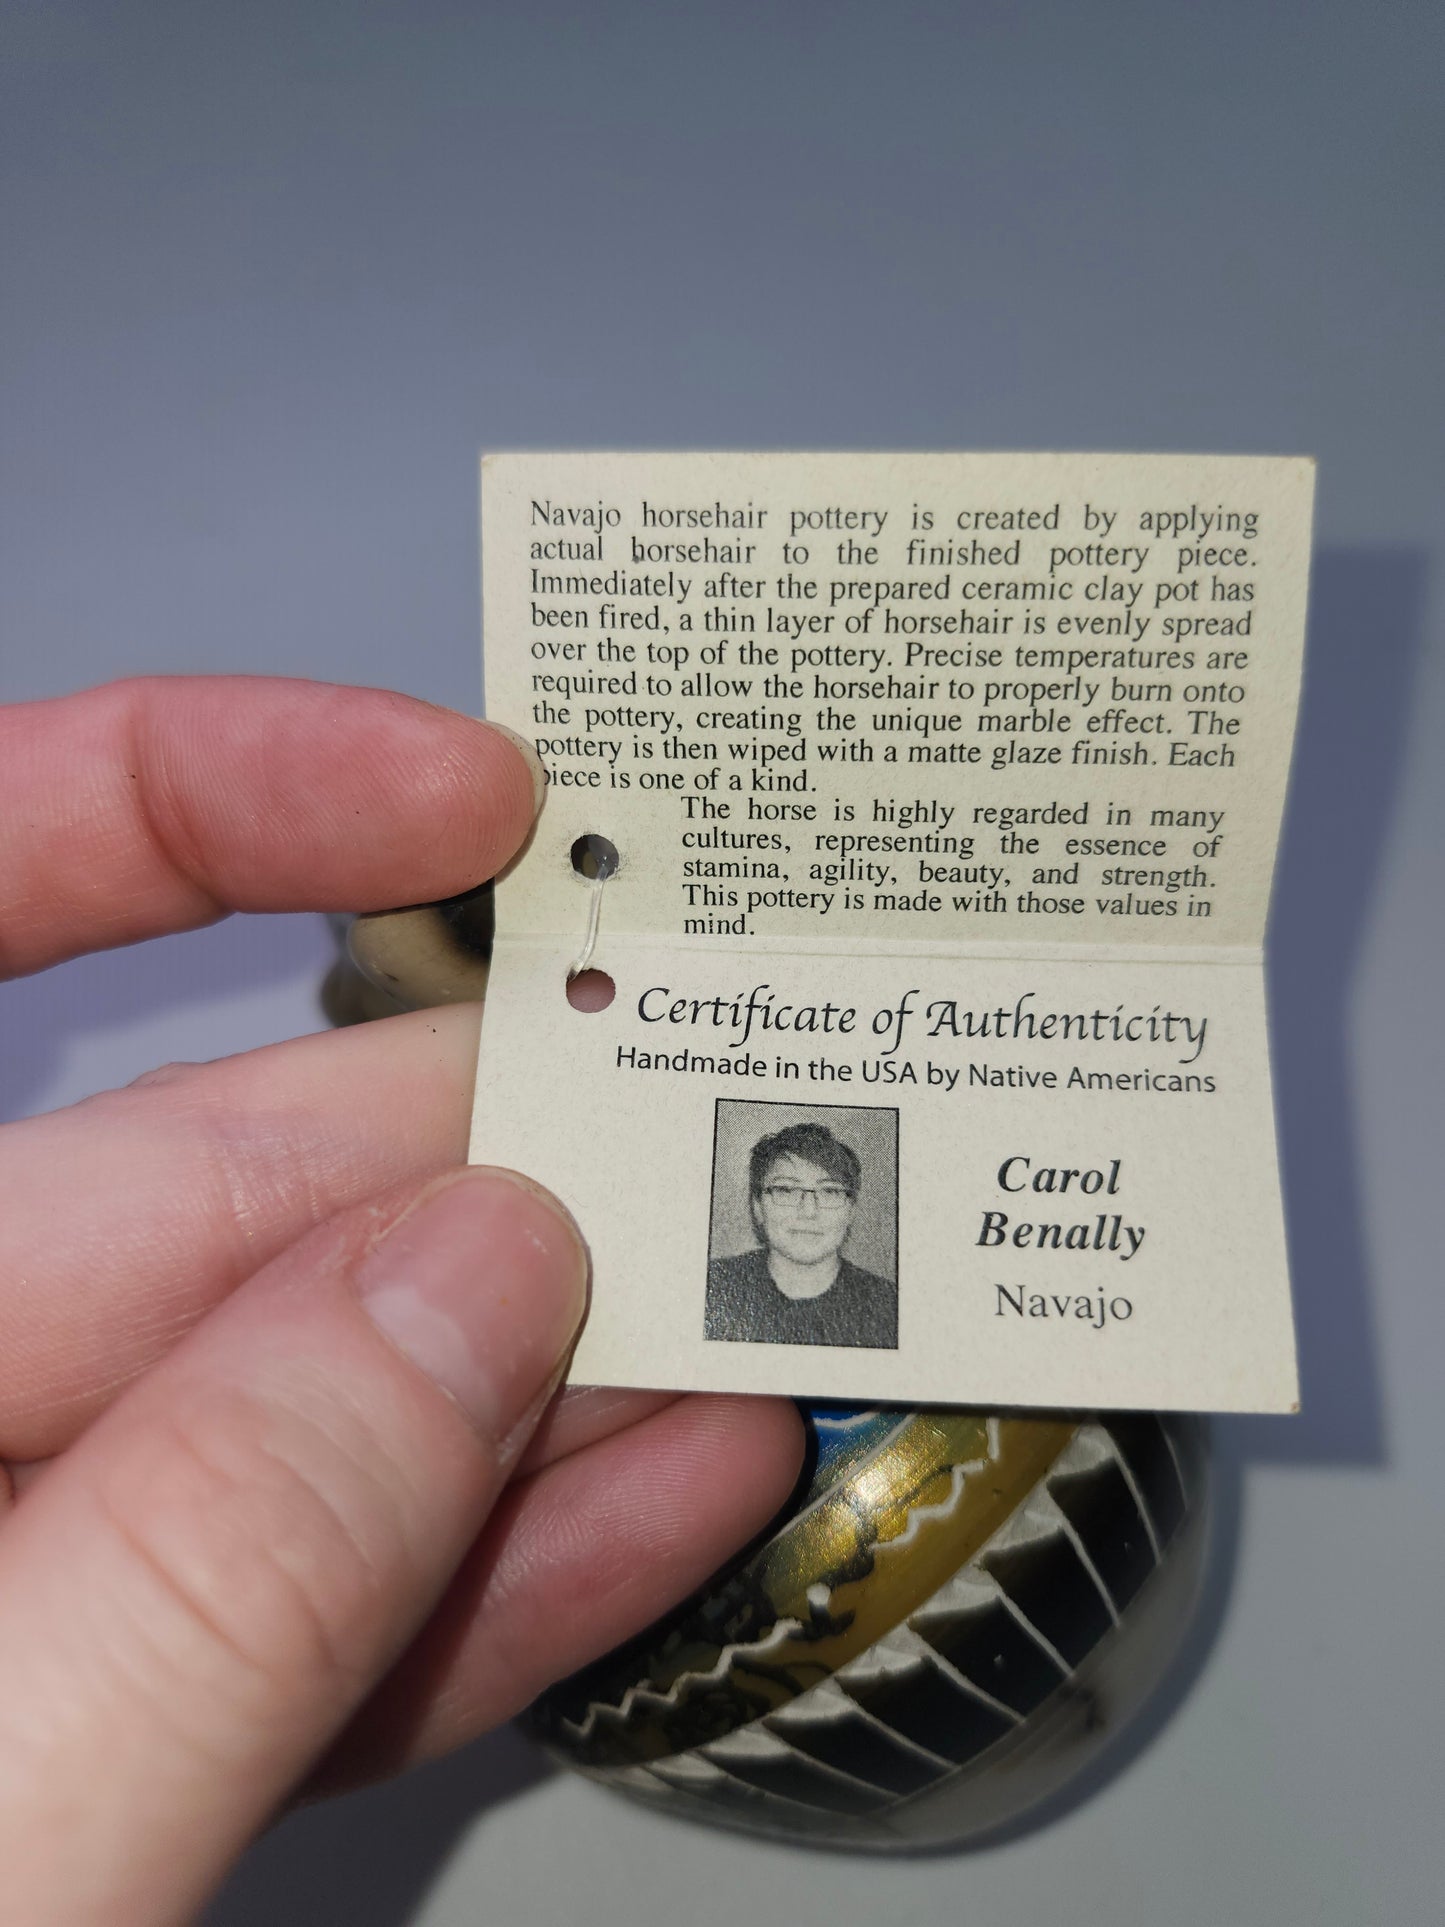 Navajo horsehair pottery is created by applying
actual horsehair to the finished pottery piece.
Immediately after the prepared ceramic clay pot has
been fired, a thin layer of horsehair is evenly spread
over the top of the pottery. Precise temperatures are
required to allow the horsehair to properly burn onto
the pottery, creating the unique marble effect. The
pottery is then wiped with a matte glaze finish. Each
piece is one of a kind.
The horse is highly regarded in many
cultures, representing the essence of
stamina, agility, beauty, and strength.
This pottery is made with those values in
mind.
Certificate of Authenticity
Handmade in the USA by Native Americans
Carol
Benally
Navajo